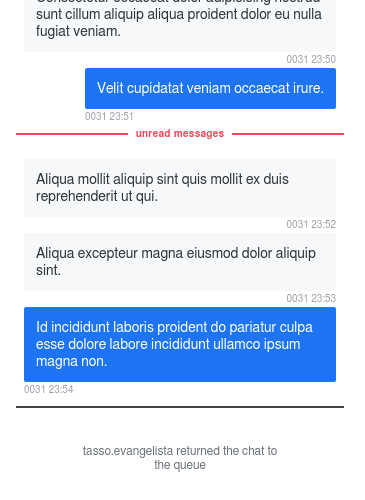 sunt cillum aliquip aliqua proident dolor eu nulla
fugiat veniam.
0031 23:50
Velit cupidatat veniam occaecat irure.
0031 23:51
unread messages
Aliqua mollit aliquip sint quis mollit ex duis
reprehenderit ut qui.
0031 23:52
Aliqua excepteur magna eiusmod dolor aliquip
sint.
0031 23:53
Id incididunt laboris proident do pariatur culpa
esse dolore labore incididunt ullamco ipsum
magna non.
0031 23:54
tasso.evangelista returned the chat to
the queue